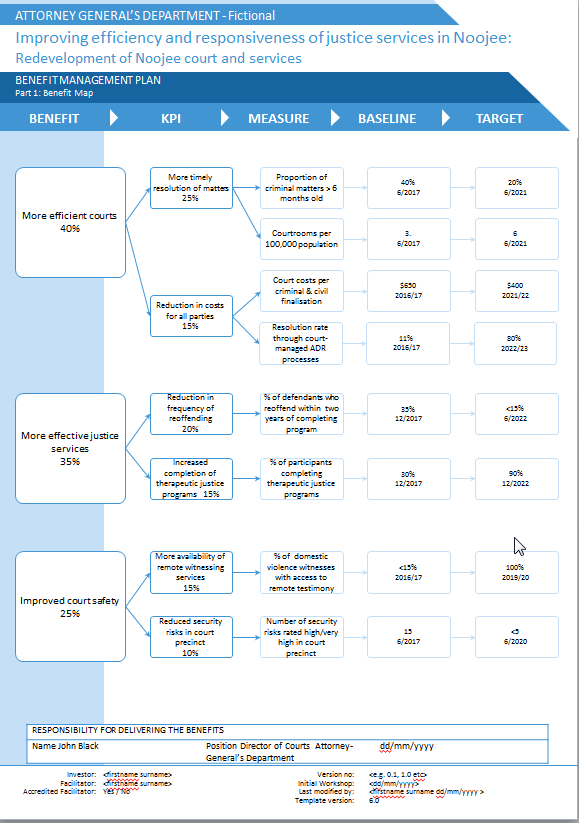 ATTORNEY GENERAL'S DEPARTMENT - Fictional
Improving efficiency and responsiveness of justice services in Noojee:
Redevelopment of Noojee court and services
BENEFIT MANAGEMENT PLAN
Part 1: Benefit Map
BENEFIT KPI MEASURE BASELINE TARGET
More efficient courts
40%
More timely
resolution of matters
25%
Proportion of
criminal matters > 6
months old
40%
6/2017
20%
6/2021
Courtrooms per
100,000 population
3.
6/2017
6
6/2021
Reduction in costs
for all parties
15%
Court costs per
criminal & civil
finalisation
$650
2016/17
$400
2021/22
Resolution rate
through court-
managed ADR
processes
11%
2016/17
80%
2022/23
More effective justice
services
35%
Reduction in
frequency of
reoffending
20%
% of defendants who
reoffend within two
years of completing
program
35%
12/2017
<15%
6/2022
Increased
completion of
therapeutic justice
programs 15%
% of participants
completing
therapeutic justice
programs
30%
12/2017
90%
12/2022
Improved court safety
25%
More availability of
remote witnessing
services
15%
% of domestic
violence witnesses
with access to
remote testimony
<15%
2016/17
100%
2019/20
Reduced security
risks in court
precinct
10%
Number of security
risks rated high/very
high in court
precinct
15
6/2017
<5
6/2020
RESPONSIBILITY FOR DELIVERING THE BENEFITS
Name John Black Position Director of Courts Attorney- dd/mm/yyyy
General's Department
Investor: <firstname surname> Version no: <e.g. 0.1, 1.0 etc>
Facilitator: <firstname surname> Initial Workshop: <dd/mm/yyyy>
Accredited Facilitator: Yes / No Last modified by: <firstname surname dd/mm/yyyy >
Template version: 6.0